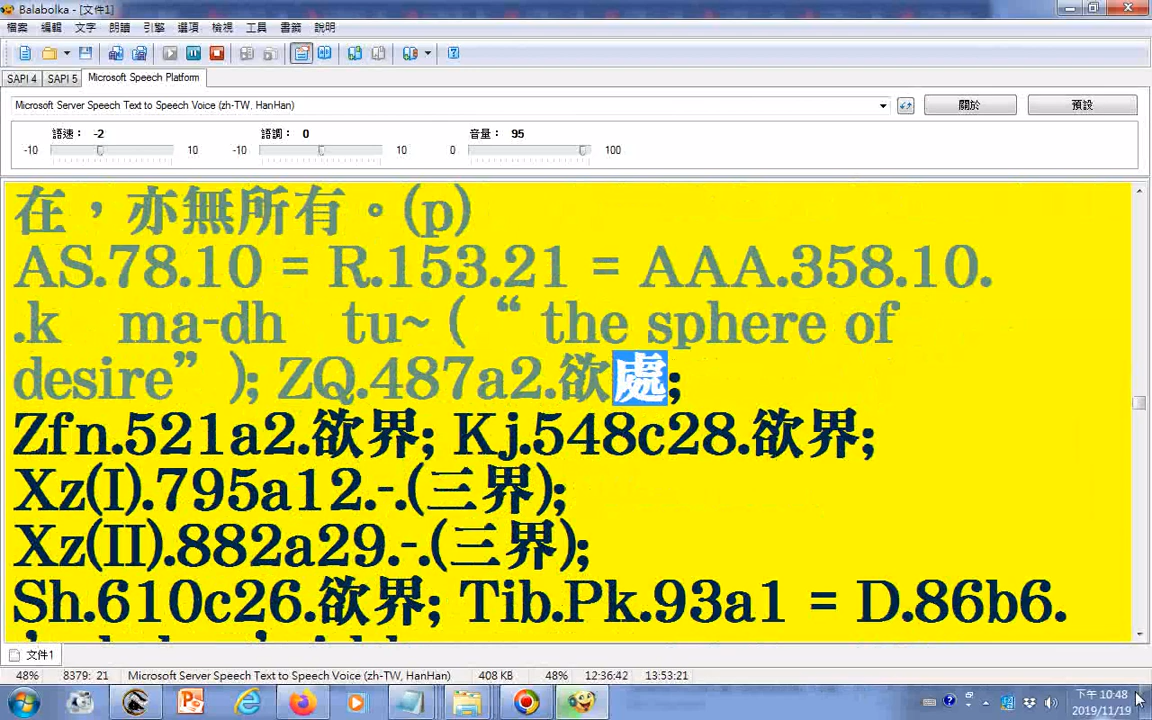 Balabolka - [文件1]
檔案 編輯 文字 朗讀 引擎 選項 檢視 工具 書籤 說明
SAPI 4 SAPI 5 Microsoft Speech Platform
Microsoft Server Speech Text to Speech Voice (zh-TW, HanHan) 關於 預設
語速： -2 語調： 0 音量： 95
-10 10 -10 10 0 100
在，亦無所有。(p)
AS.78.10 = R.153.21 = AAA.358.10.
.k ma-dh tu~ ( “ the sphere of
desire” ); ZQ.487a2.欲處;
Zfn.521a2.欲界; Kj.548c28.欲界;
Xz(I).795a12.-.(三界);
Xz(II).882a29.-.(三界);
Sh.610c26.欲界; Tib.Pk.93a1 = D.86b6.
文件1
48% 8379: 21 Microsoft Server Speech Text to Speech Voice (zh-TW, HanHan) 408 KB 48% 12:36:42 13:53:21
下午 10:48
2019/11/19